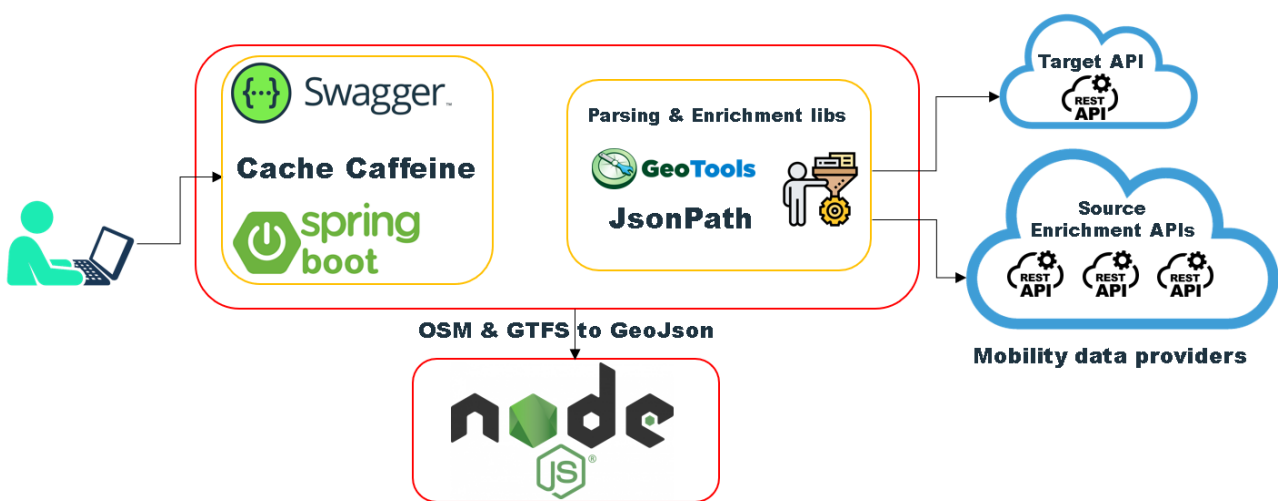 Swagger™
Cache Caffeine
spring
boot
Parsing & Enrichment libs
GeoTools
JsonPath
Target API
REST
API
Source
Enrichment APIs
REST
API
REST
API
REST
API
Mobility data providers
OSM & GTFS to GeoJson
node
JS®